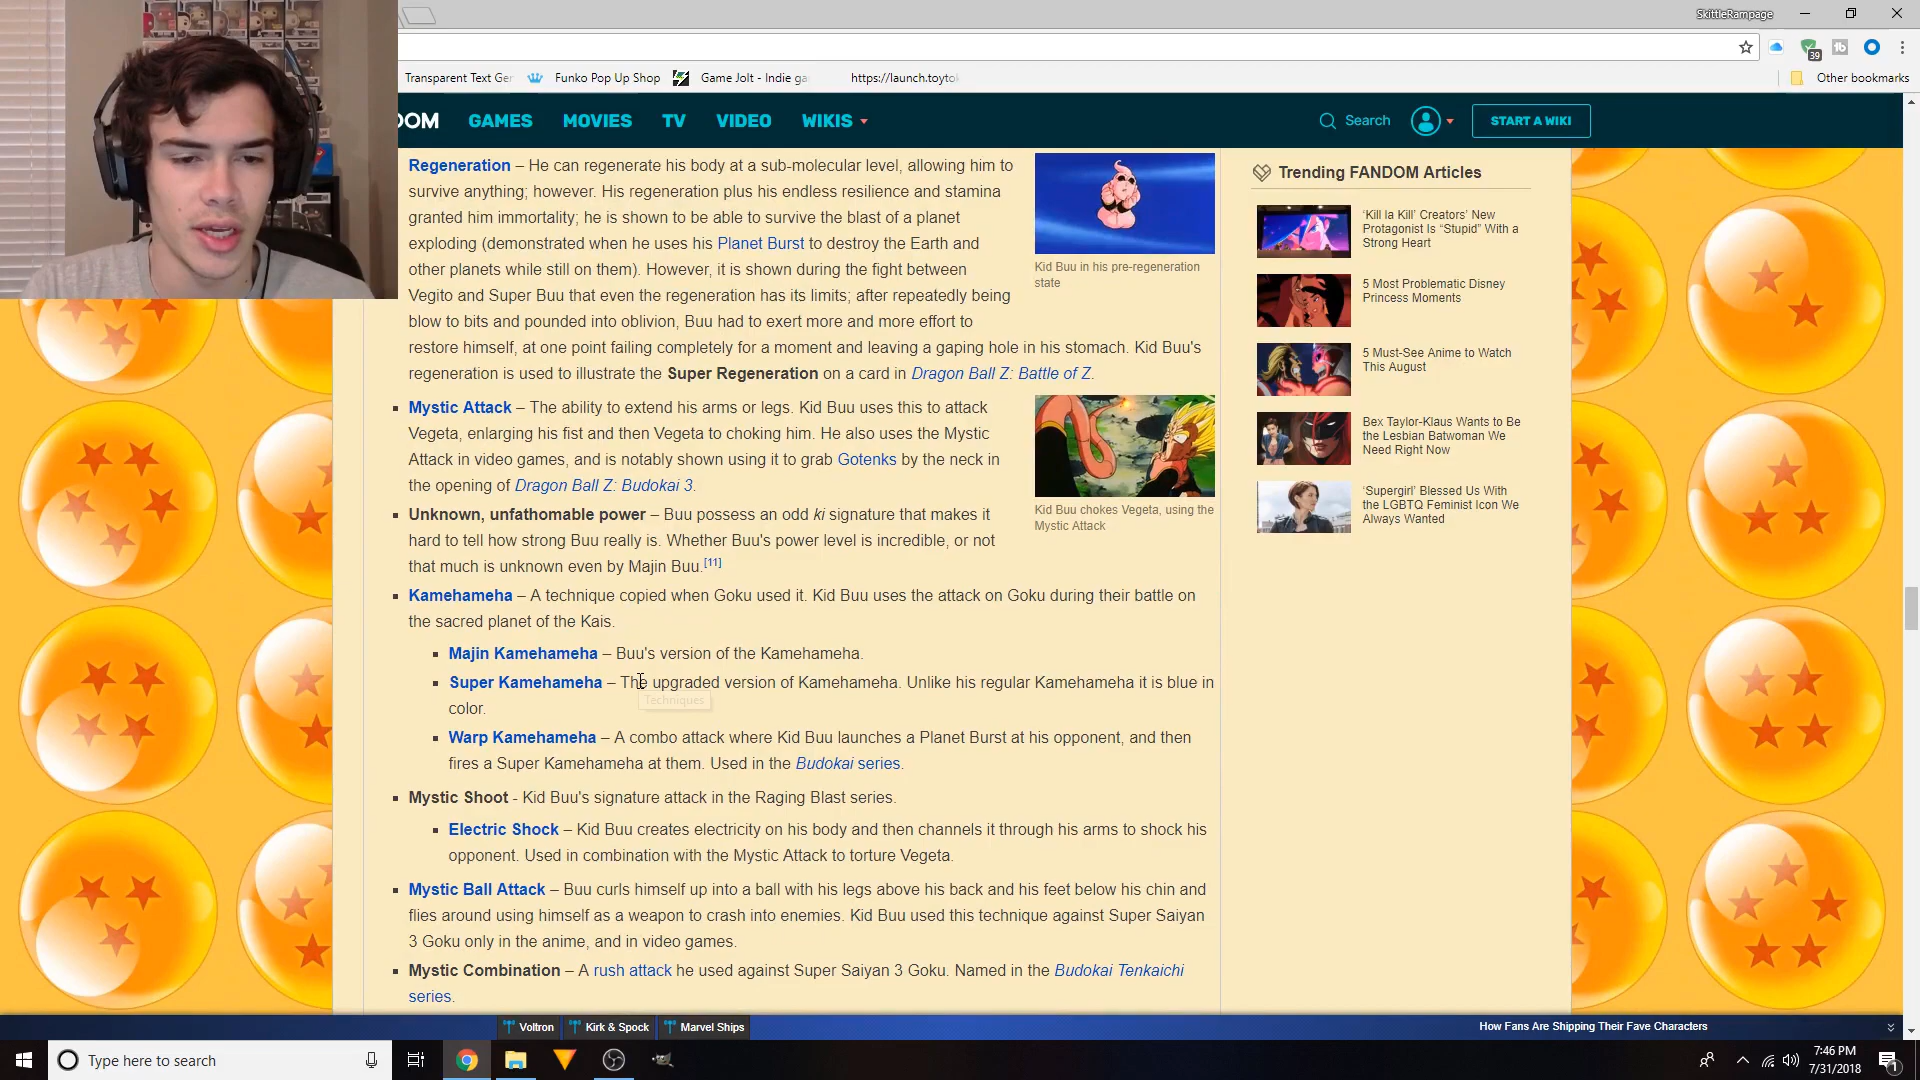 SkittleRampage
39
Transparent Text Ger
Funko Pop Up Shop
Game Jolt - Indie ga
https://launch.toytok
Other bookmarks
DOM
GAMES
MOVIES
TV
VIDEO
WIKIS
Search
START A WIKI
Regeneration – He can regenerate his body at a sub-molecular level, allowing him to
survive anything; however. His regeneration plus his endless resilience and stamina
granted him immortality; he is shown to be able to survive the blast of a planet
exploding (demonstrated when he uses his Planet Burst to destroy the Earth and
other planets while still on them). However, it is shown during the fight between
Vegito and Super Buu that even the regeneration has its limits; after repeatedly being
blow to bits and pounded into oblivion, Buu had to exert more and more effort to
restore himself, at one point failing completely for a moment and leaving a gaping hole in his stomach. Kid Buu's
regeneration is used to illustrate the Super Regeneration on a card in Dragon Ball Z: Battle of Z.
Kid Buu in his pre-regeneration
state
Mystic Attack – The ability to extend his arms or legs. Kid Buu uses this to attack
Vegeta, enlarging his fist and then Vegeta to choking him. He also uses the Mystic
Attack in video games, and is notably shown using it to grab Gotenks by the neck in
the opening of Dragon Ball Z: Budokai 3.
Kid Buu chokes Vegeta, using the
Mystic Attack
Unknown, unfathomable power – Buu possess an odd ki signature that makes it
hard to tell how strong Buu really is. Whether Buu's power level is incredible, or not
that much is unknown even by Majin Buu.[11]
Kamehameha – A technique copied when Goku used it. Kid Buu uses the attack on Goku during their battle on
the sacred planet of the Kais.
Majin Kamehameha – Buu's version of the Kamehameha.
Super Kamehameha – The upgraded version of Kamehameha. Unlike his regular Kamehameha it is blue in
color.
Techniques
Warp Kamehameha – A combo attack where Kid Buu launches a Planet Burst at his opponent, and then
fires a Super Kamehameha at them. Used in the Budokai series.
Mystic Shoot - Kid Buu's signature attack in the Raging Blast series.
Electric Shock – Kid Buu creates electricity on his body and then channels it through his arms to shock his
opponent. Used in combination with the Mystic Attack to torture Vegeta.
Mystic Ball Attack – Buu curls himself up into a ball with his legs above his back and his feet below his chin and
flies around using himself as a weapon to crash into enemies. Kid Buu used this technique against Super Saiyan
3 Goku only in the anime, and in video games.
Mystic Combination – A rush attack he used against Super Saiyan 3 Goku. Named in the Budokai Tenkaichi
series.
Trending FANDOM Articles
'Kill la Kill' Creators' New
Protagonist Is "Stupid" With a
Strong Heart
5 Most Problematic Disney
Princess Moments
5 Must-See Anime to Watch
This August
Bex Taylor-Klaus Wants to Be
the Lesbian Batwoman We
Need Right Now
'Supergirl' Blessed Us With
the LGBTQ Feminist Icon We
Always Wanted
Voltron
Kirk & Spock
Marvel Ships
How Fans Are Shipping Their Fave Characters
Type here to search
7:46 PM
7/31/2018
1